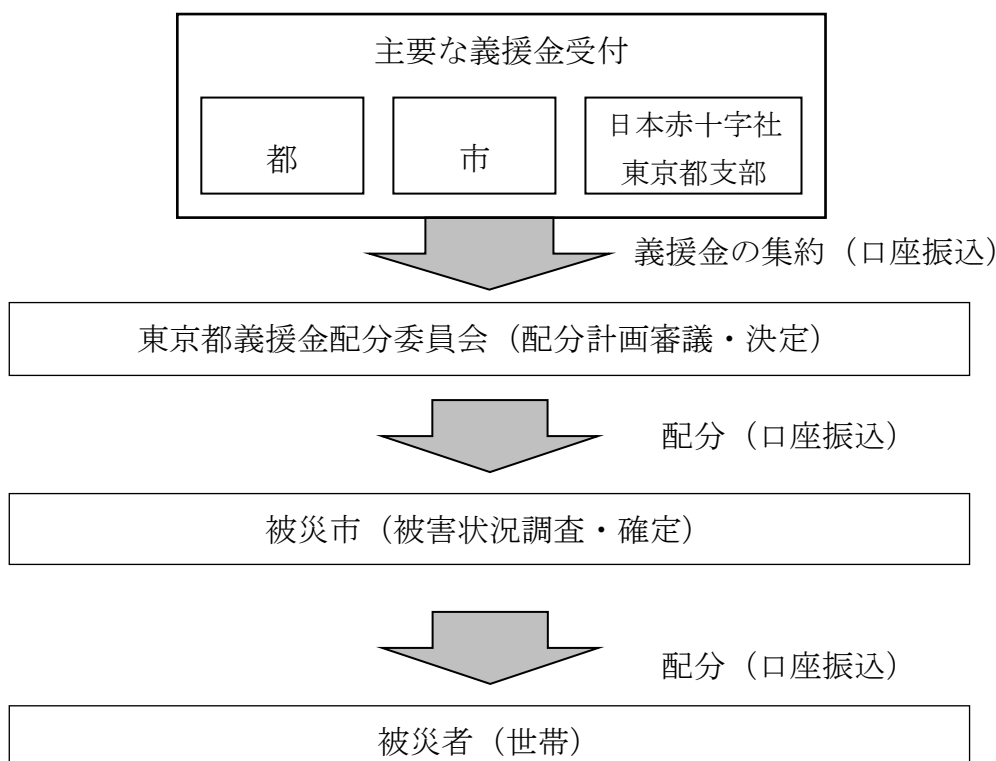 主要な義援金受付
都
市
日本赤十字社
東京都支部
義援金の集約（口座振込）
東京都義援金配分委員会（配分計画審議・決定）
配分（口座振込）
被災市（被害状況調査・確定）
配分（口座振込）
被災者（世帯）